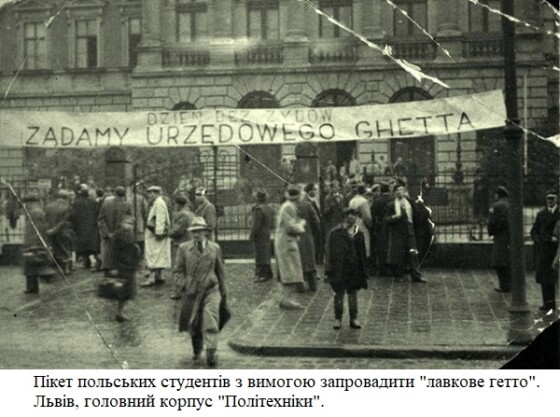 DZIEŃ BEZ ŻYDÓW
ŻĄDAMY URZĘDOWEGO GHETTA
Пікет польських студентів з вимогою запровадити "лавкове гетто".
Львів, головний корпус "Політехніки".